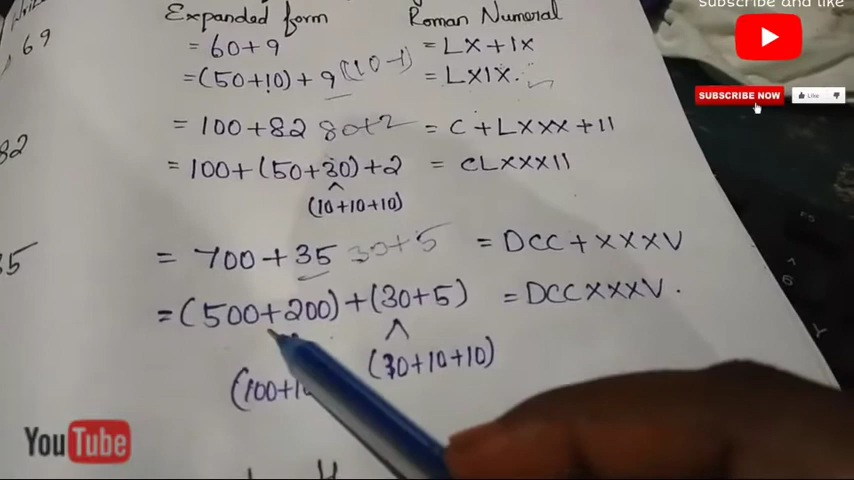 Subscribe and like
Expanded form Roman Numeral
69 = 60+9 = LX+IX
=(50+10)+9(10-1) = LXIX.
SUBSCRIBE NOW Like
82 = 100+82 80+2 = C+LXXX+II
= 100+(50+30)+2 = CLXXXII
(10+10+10)
35 = 700+35 30+5 = DCC+XXXV
=(500+200)+(30+5) =DCCXXXV.
(30+10+10)
(100+1
YouTube